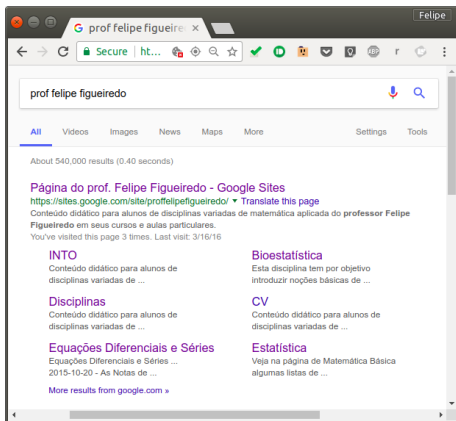 Felipe
prof felipe figueire
Secure ht...
prof felipe figueiredo
All Videos Images News Maps More Settings Tools
About 540,000 results (0.40 seconds)
Página do prof. Felipe Figueiredo - Google Sites
https://sites.google.com/site/proffelipefigueiredo/ ▾ Translate this page
Conteúdo didático para alunos de disciplinas variadas de matemática aplicada do professor Felipe
Figueiredo em seus cursos e aulas particulares.
You've visited this page 3 times. Last visit: 3/16/16
INTO
Conteúdo didático para alunos de
disciplinas variadas de ...
Bioestatística
Esta disciplina tem por objetivo
introduzir noções básicas de ...
Disciplinas
Conteúdo didático para alunos de
disciplinas variadas de ...
CV
Conteúdo didático para alunos de
disciplinas variadas de ...
Equações Diferenciais e Séries
Equações Diferenciais e Séries ...
2015-10-20 - As Notas de ...
Estatística
Veja na página de Matemática Básica
algumas listas de ...
More results from google.com »